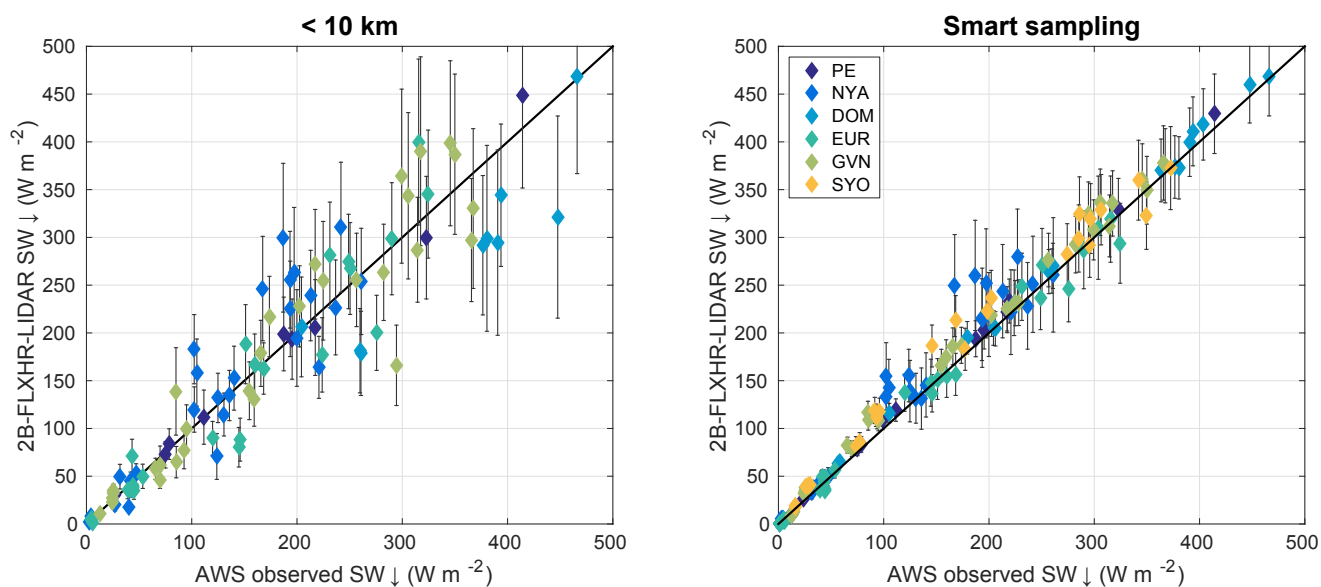 < 10 km
500
450
400
350
300
250
200
150
100
50
0
0 100 200 300 400 500
2B-FLXHR-LIDAR SW ↓ (W m -2)
AWS observed SW ↓ (W m -2)
Smart sampling
PE
NYA
DOM
EUR
GVN
SYO
500
450
400
350
300
250
200
150
100
50
0
0 100 200 300 400 500
2B-FLXHR-LIDAR SW ↓ (W m -2)
AWS observed SW ↓ (W m -2)